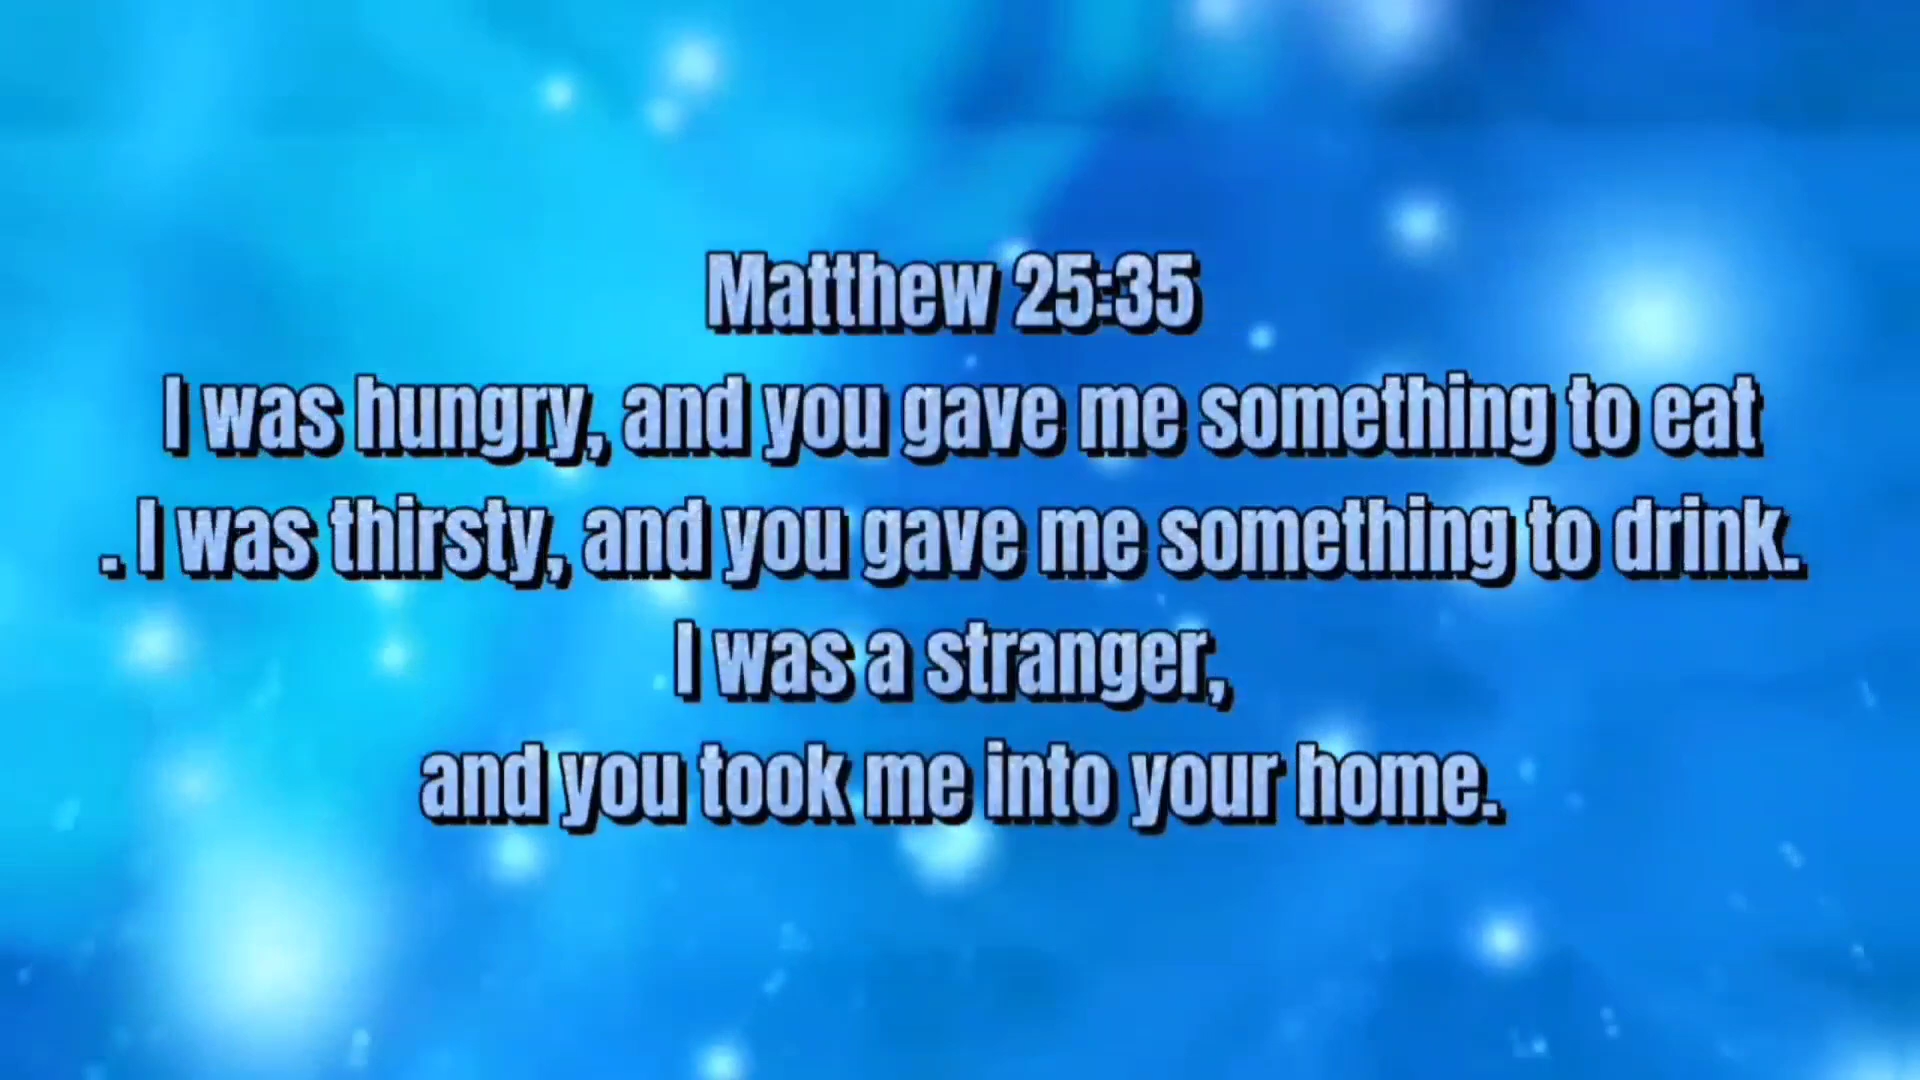 Matthew 25:35
I was hungry, and you gave me something to eat
. I was thirsty, and you gave me something to drink.
I was a stranger,
and you took me into your home.